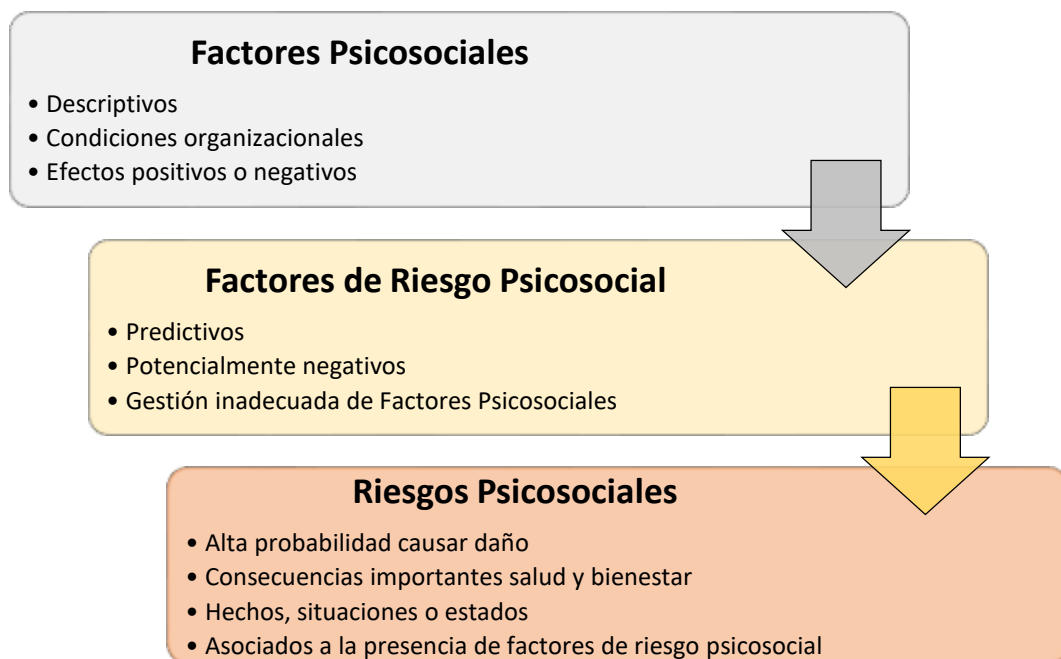 Factores Psicosociales
• Descriptivos
• Condiciones organizacionales
• Efectos positivos o negativos
Factores de Riesgo Psicosocial
• Predictivos
• Potencialmente negativos
• Gestión inadecuada de Factores Psicosociales
Riesgos Psicosociales
• Alta probabilidad causar daño
• Consecuencias importantes salud y bienestar
• Hechos, situaciones o estados
• Asociados a la presencia de factores de riesgo psicosocial